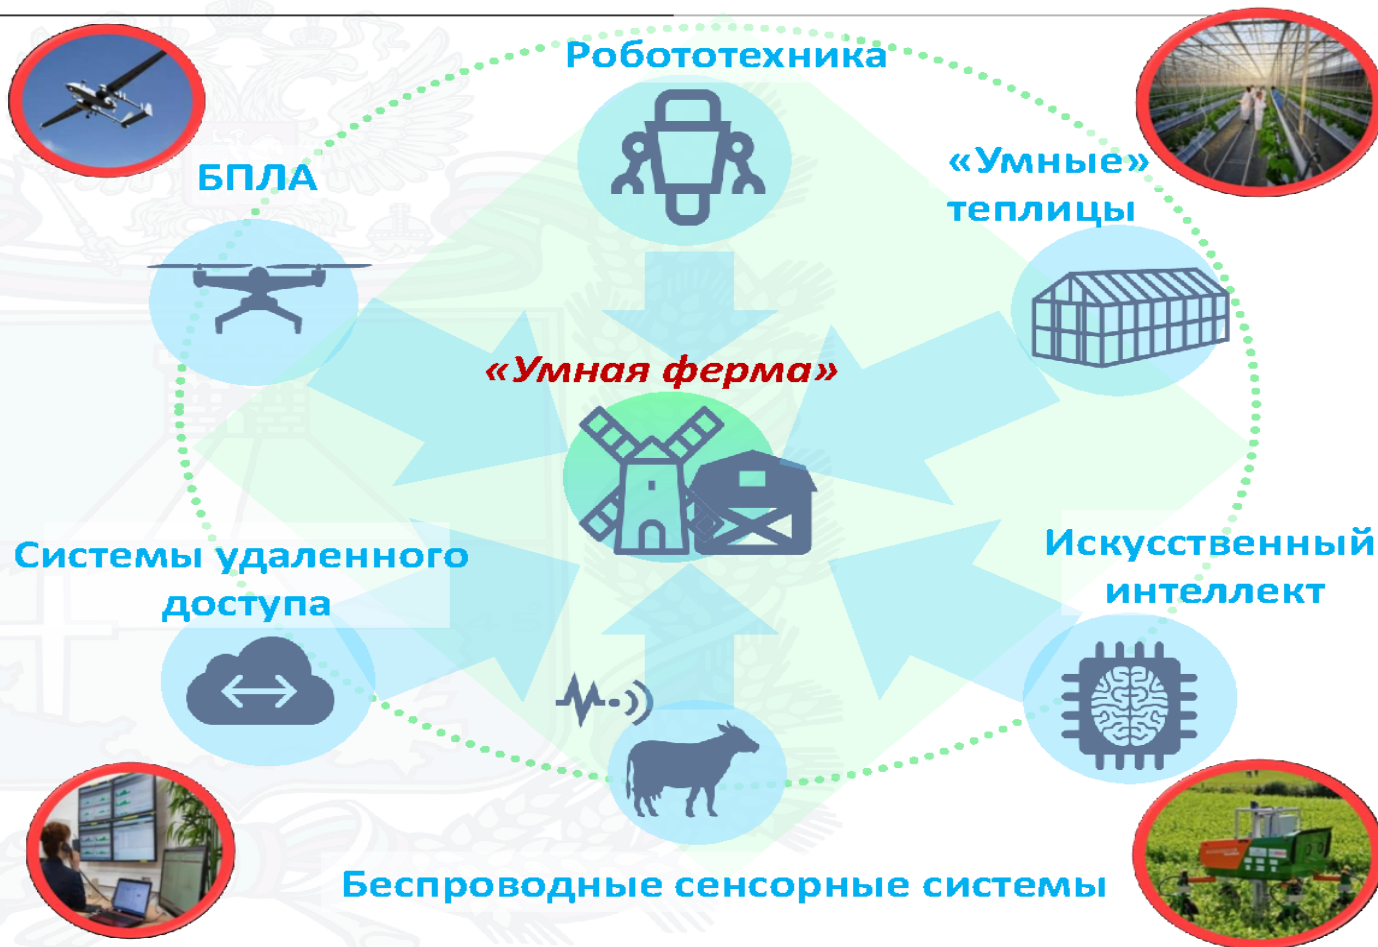 Робототехника
«Умные»
теплицы
БПЛА
«Умная ферма»
Системы удаленного
доступа
Искусственный
интеллект
Беспроводные сенсорные системы